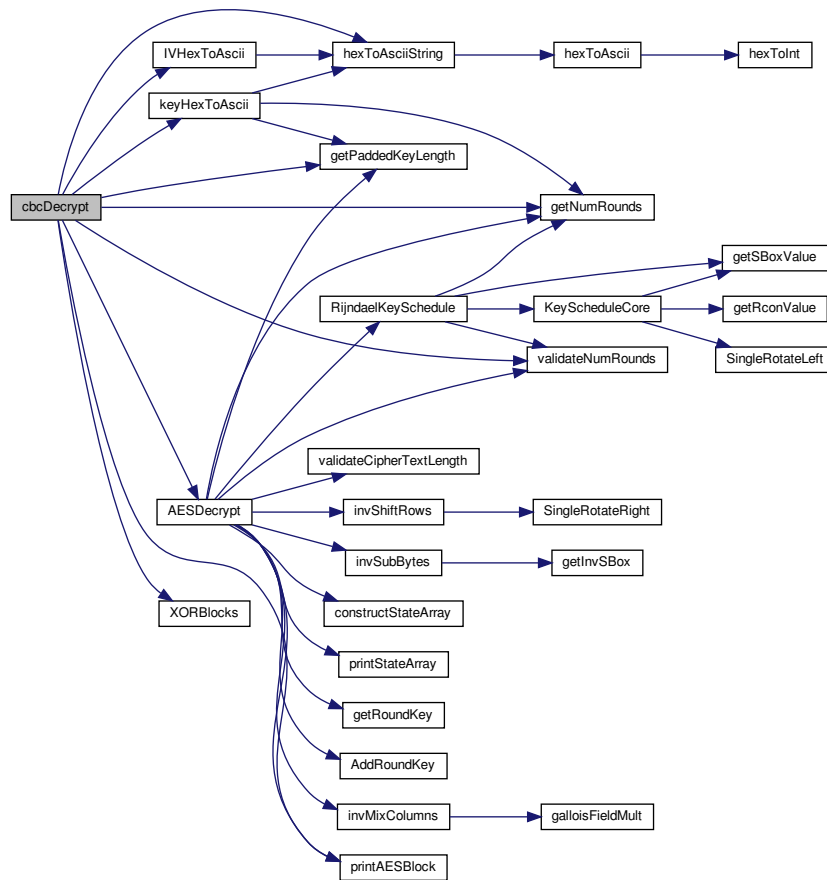 IVHexToAscii
hexToAsciiString
hexToAscii
hexToInt
keyHexToAscii
getPaddedKeyLength
cbcDecrypt
getNumRounds
getSBoxValue
RijndaelKeySchedule
KeyScheduleCore
getRconValue
validateNumRounds
SingleRotateLeft
validateCipherTextLength
AESDecrypt
invShiftRows
SingleRotateRight
invSubBytes
getInvSBox
XORBlocks
constructStateArray
printStateArray
getRoundKey
AddRoundKey
invMixColumns
galloisFieldMult
printAESBlock